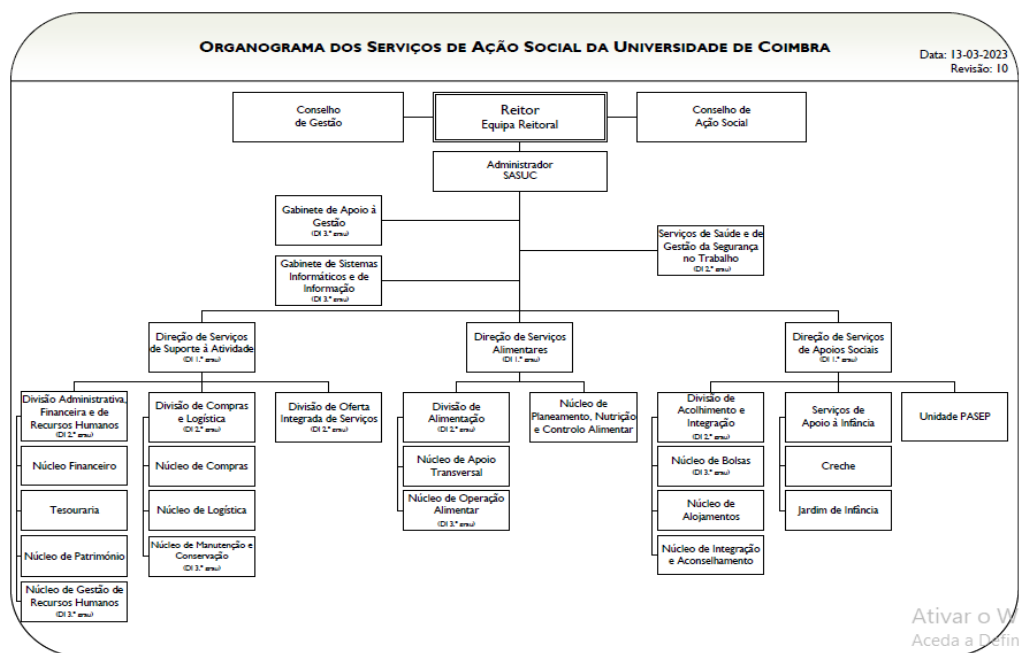 ORGANOGRAMA DOS SERVIÇOS DE AÇÃO SOCIAL DA UNIVERSIDADE DE COIMBRA
Data: 13-03-2023
Revisão: 10
Conselho
de Gestão
Reitor
Equipa Reitoral
Conselho de
Ação Social
Administrador
SASUC
Gabinete de Apoio à
Gestão
(DI 3.º grau)
Serviços de Saúde e de
Gestão da Segurança
no Trabalho
(DI 2.º grau)
Gabinete de Sistemas
Informáticos e de
Informação
(DI 3.º grau)
Direção de Serviços
de Suporte à Atividade
(DI 1.º grau)
Direção de Serviços
Alimentares
(DI 1.º grau)
Direção de Serviços
de Apoios Sociais
(DI 1.º grau)
Divisão Administrativa,
Financeira e de
Recursos Humanos
(DI 2.º grau)
Núcleo Financeiro
Tesouraria
Núcleo de Património
Núcleo de Gestão de
Recursos Humanos
(DI 3.º grau)
Divisão de Compras
e Logística
(DI 2.º grau)
Núcleo de Compras
Núcleo de Logística
Núcleo de Manutenção e
Conservação
(DI 3.º grau)
Divisão de Oferta
Integrada de Serviços
(DI 2.º grau)
Divisão de
Alimentação
(DI 2.º grau)
Núcleo de Apoio
Transversal
Núcleo de Operação
Alimentar
(DI 3.º grau)
Núcleo de
Planeamento, Nutrição
e Controlo Alimentar
Divisão de
Acolhimento e
Integração
(DI 2.º grau)
Núcleo de Bolsas
(DI 3.º grau)
Núcleo de
Alojamentos
Núcleo de Integração
e Aconselhamento
Serviços de
Apoio à Infância
Creche
Jardim de Infância
Unidade PASEP
Ativar o W
Aceda a Defin